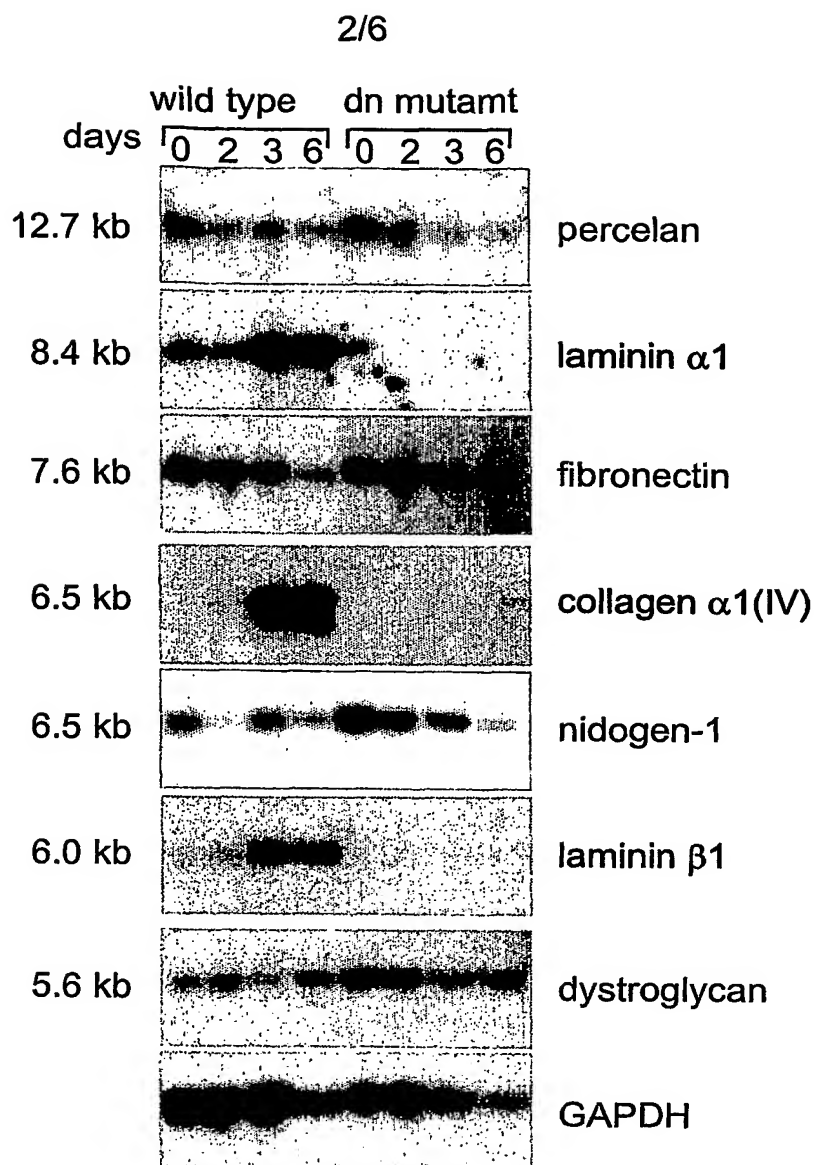 2/6
wild type dn mutamt
days 0 2 3 6 0 2 3 6
12.7 kb percelan
8.4 kb laminin α1
7.6 kb fibronectin
6.5 kb collagen α1(IV)
6.5 kb nidogen-1
6.0 kb laminin β1
5.6 kb dystroglycan
GAPDH